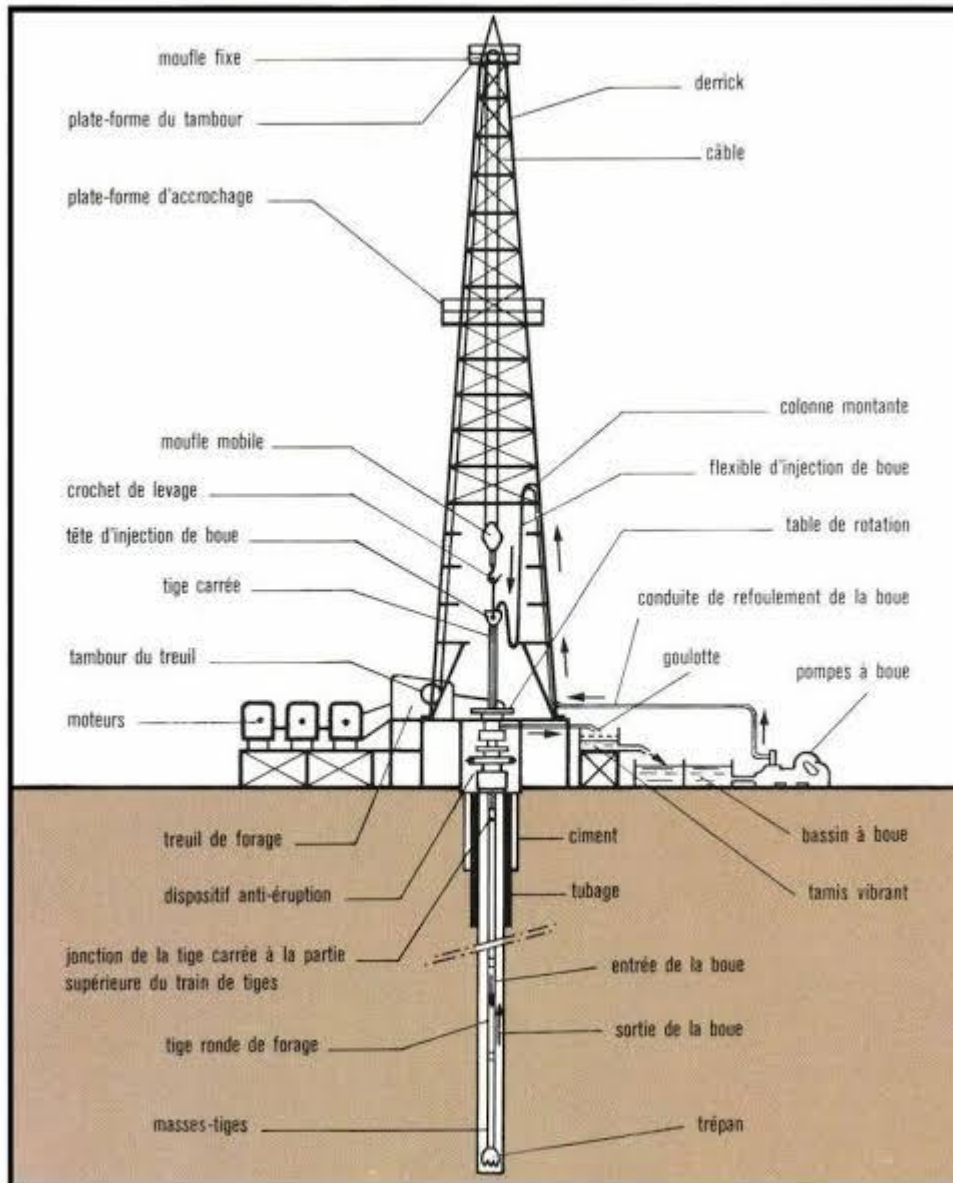 moufle fixe
derrick
plate-forme du tambour
câble
plate-forme d'accrochage
colonne montante
moufle mobile
flexible d'injection de boue
crochet de levage
table de rotation
tête d'injection de boue
tige carrée
conduite de refoulement de la boue
goulotte
tambour du treuil
pompes à boue
moteurs
treuil de forage
ciment
bassin à boue
dispositif anti-éruption
tubage
tamis vibrant
jonction de la tige carrée à la partie
supérieure du train de tiges
entrée de la boue
sortie de la boue
tige ronde de forage
masses-tiges
trépan